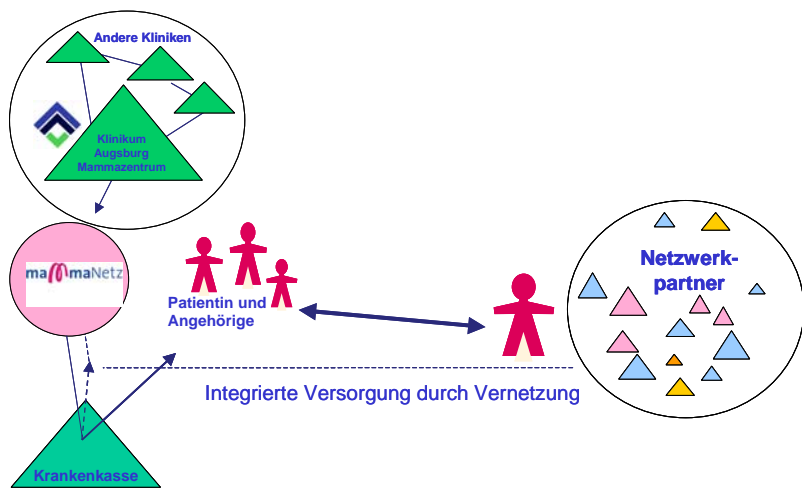 Andere Kliniken
Klinikum
Augsburg
Mammazentrum
mammaNetz
Netzwerk-
partner
Patientin und
Angehörige
Integrierte Versorgung durch Vernetzung
Krankenkasse